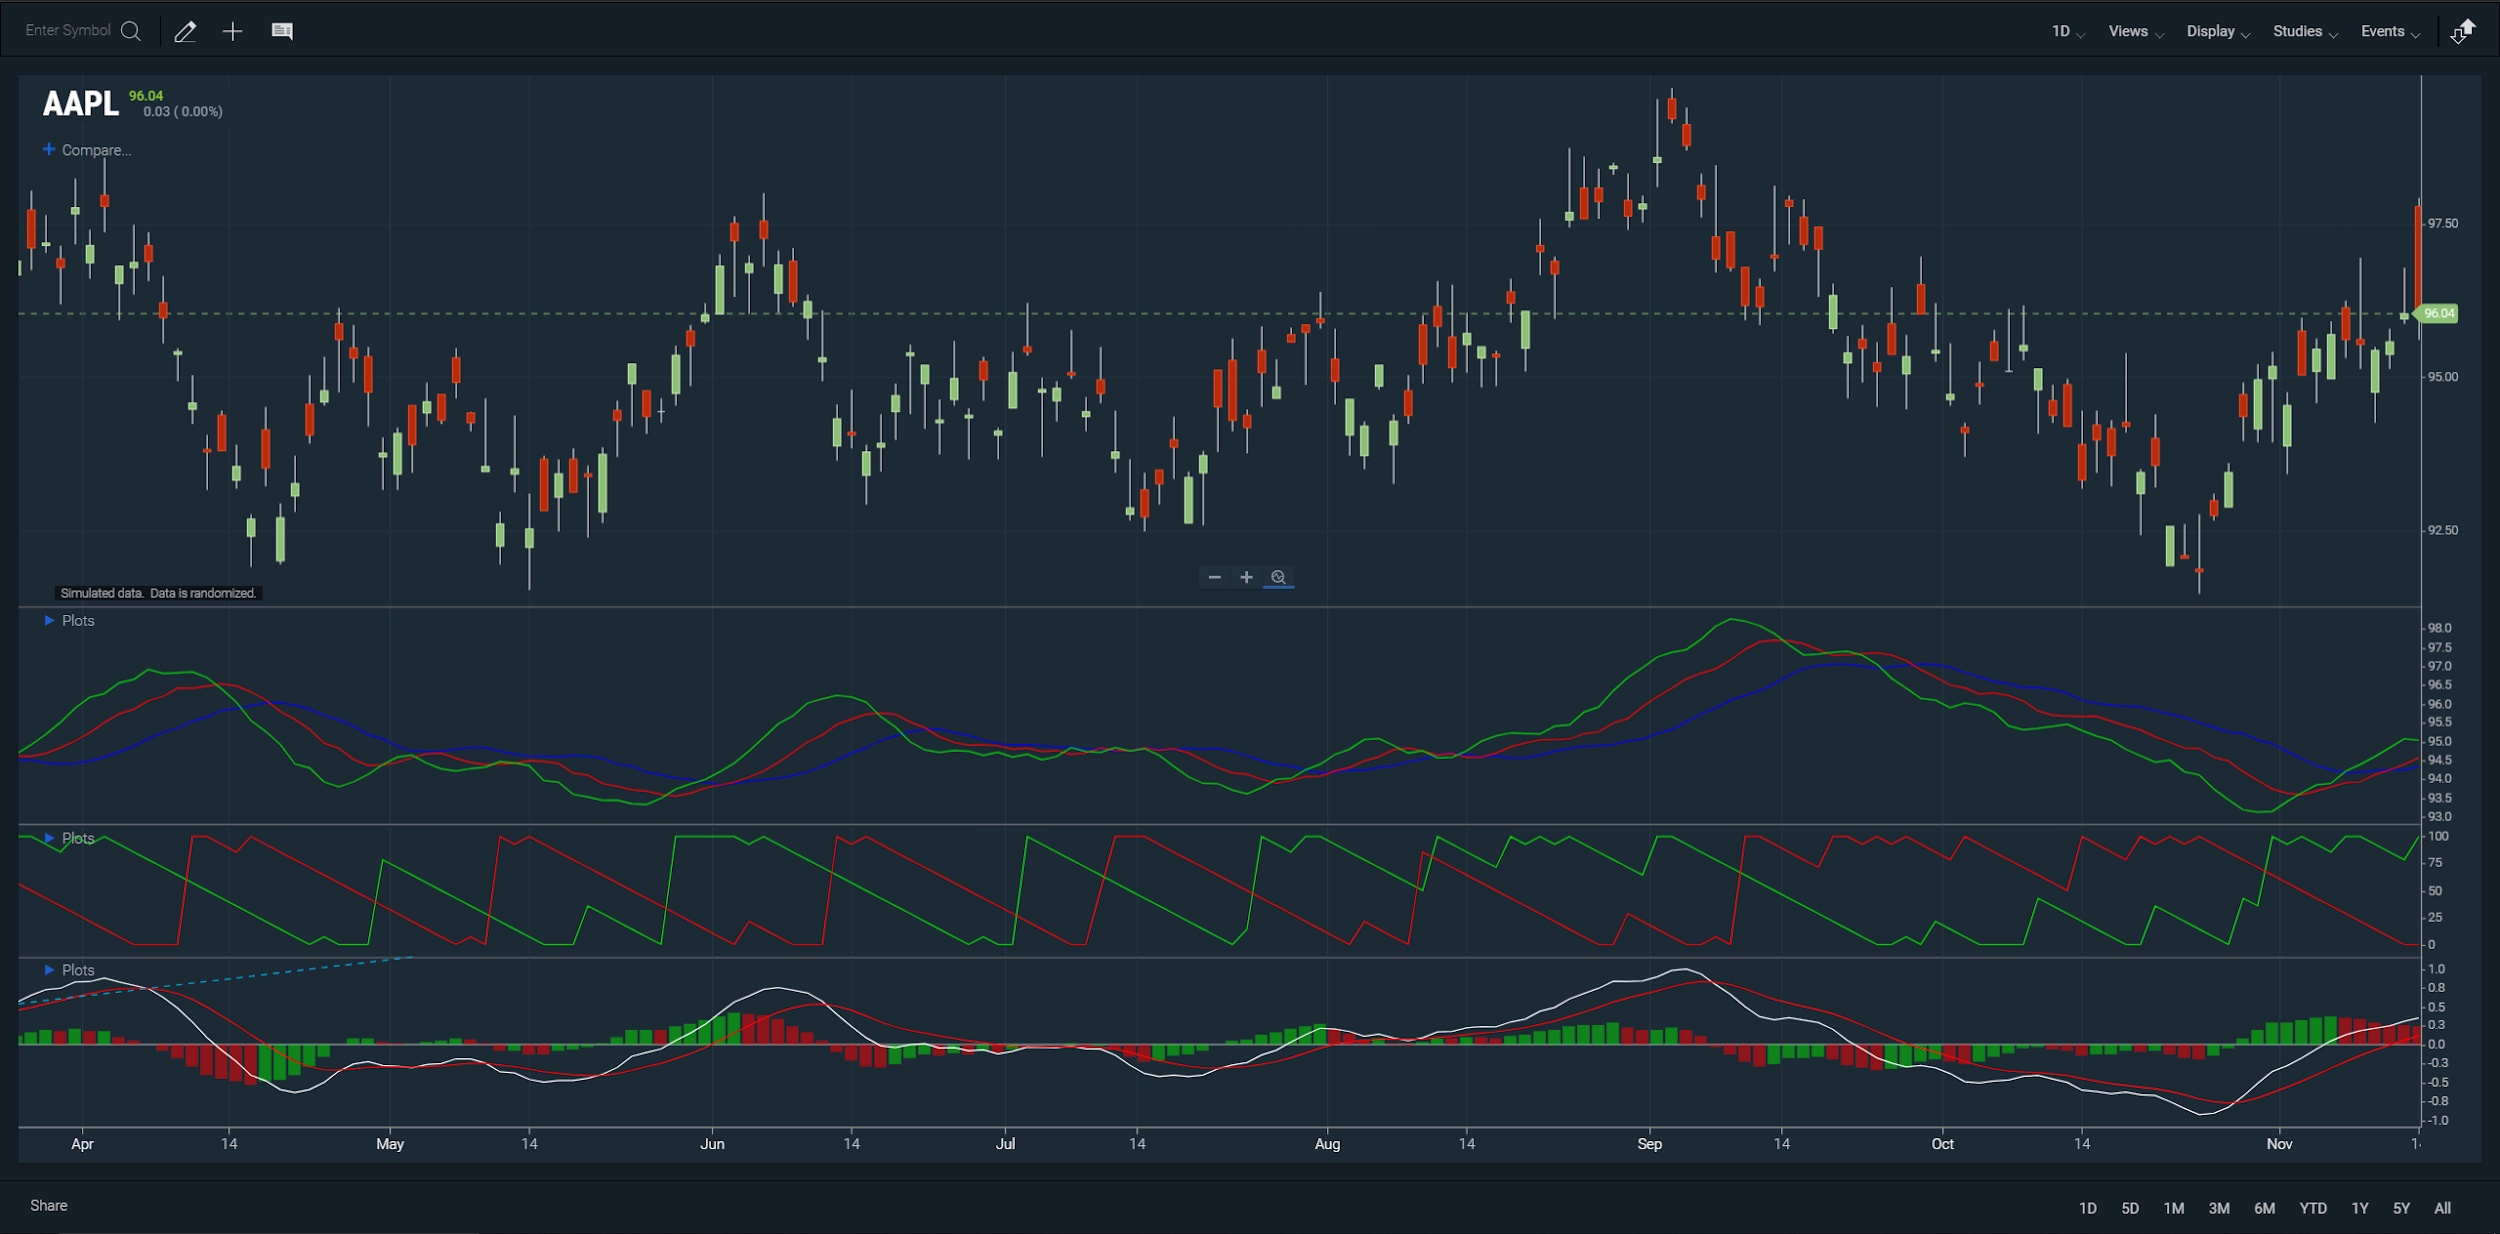 Enter Symbol
1D Views Display Studies Events
AAPL 96.04
0.03 ( 0.00%)
Compare...
97.50
96.04
95.00
92.50
Simulated data. Data is randomized.
Plots
98.0
97.5
97.0
96.5
96.0
95.5
95.0
94.5
94.0
93.5
93.0
Plots
100
75
50
25
0
Plots
1.0
0.8
0.5
0.3
0.0
-0.3
-0.5
-0.8
-1.0
Apr 14 May 14 Jun 14 Jul 14 Aug 14 Sep 14 Oct 14 Nov
Share
1D 5D 1M 3M 6M YTD 1Y 5Y All